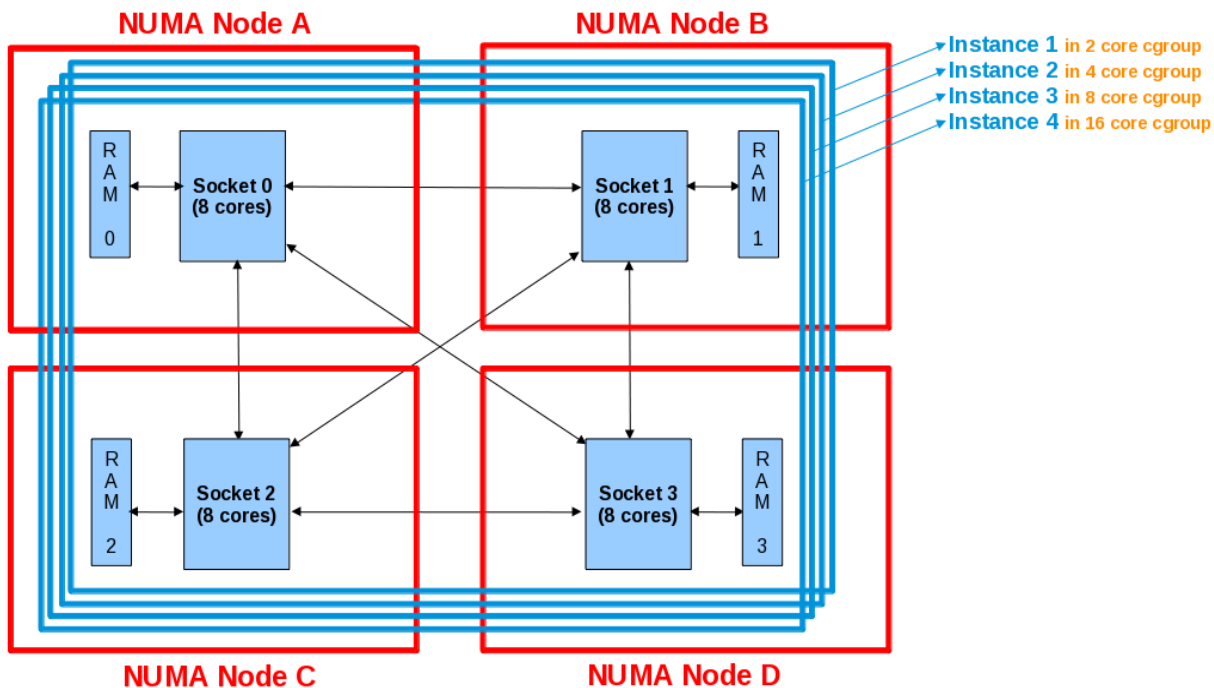 NUMA Node A
NUMA Node B
Instance 1 in 2 core cgroup
Instance 2 in 4 core cgroup
Instance 3 in 8 core cgroup
Instance 4 in 16 core cgroup
R
A
M
0
Socket 0
(8 cores)
Socket 1
(8 cores)
R
A
M
1
R
A
M
2
Socket 2
(8 cores)
Socket 3
(8 cores)
R
A
M
3
NUMA Node C
NUMA Node D